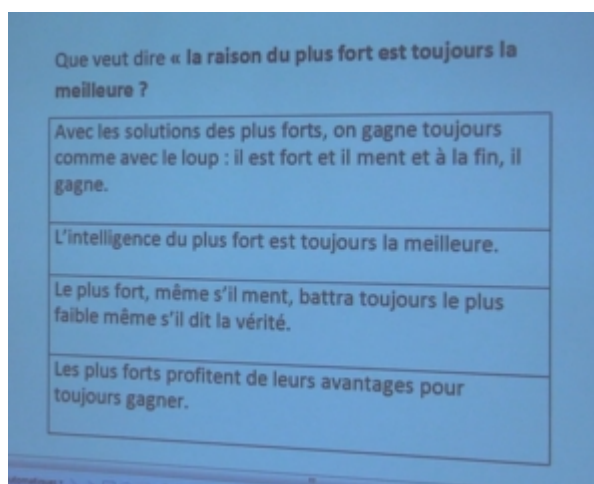 Que veut dire « la raison du plus fort est toujours la
meilleure ?
Avec les solutions des plus forts, on gagne toujours
comme avec le loup : il est fort et il ment et à la fin, il
gagne.
L'intelligence du plus fort est toujours la meilleure.
Le plus fort, même s'il ment, battra toujours le plus
faible même s'il dit la vérité.
Les plus forts profitent de leurs avantages pour
toujours gagner.